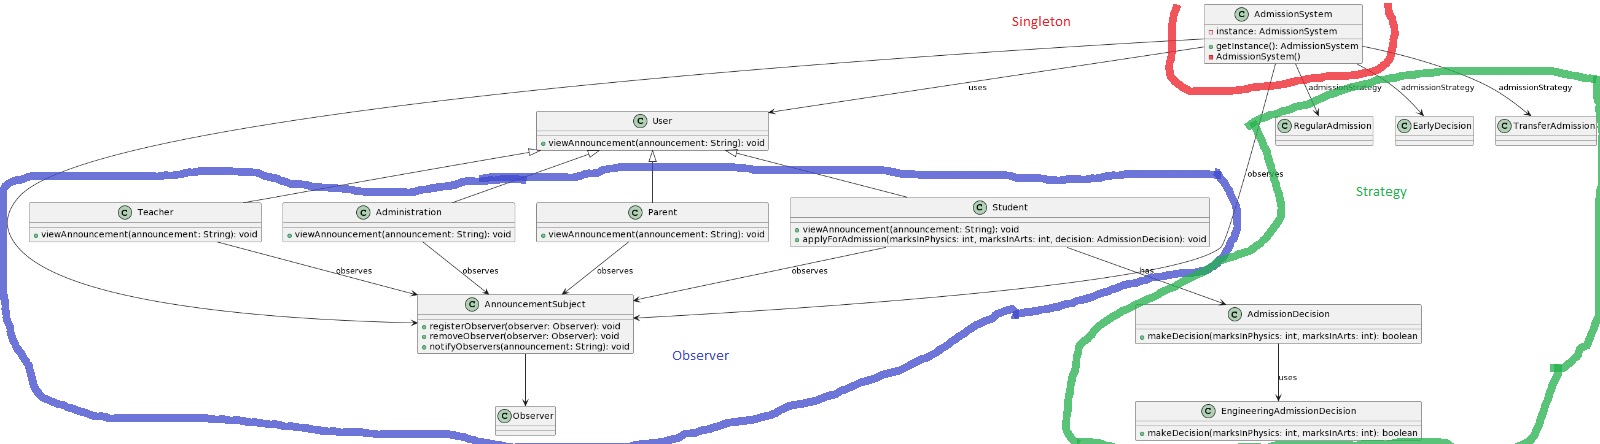 Singleton
C AdmissionSystem
instance: AdmissionSystem
getInstance(): AdmissionSystem
AdmissionSystem()
uses
admissionStrategy
admissionStrategy
admissionStrategy
C User
viewAnnouncement(announcement: String): void
C RegularAdmission
C EarlyDecision
C TransferAdmission
observes
Strategy
C Teacher
viewAnnouncement(announcement: String): void
C Administration
viewAnnouncement(announcement: String): void
C Parent
viewAnnouncement(announcement: String): void
C Student
viewAnnouncement(announcement: String): void
applyForAdmission(marksInPhysics: int, marksInArts: int, decision: AdmissionDecision): void
observes
observes
observes
observes
has
C AnnouncementSubject
registerObserver(observer: Observer): void
removeObserver(observer: Observer): void
notifyObservers(announcement: String): void
C AdmissionDecision
makeDecision(marksInPhysics: int, marksInArts: int): boolean
Observer
uses
C Observer
C EngineeringAdmissionDecision
makeDecision(marksInPhysics: int, marksInArts: int): boolean